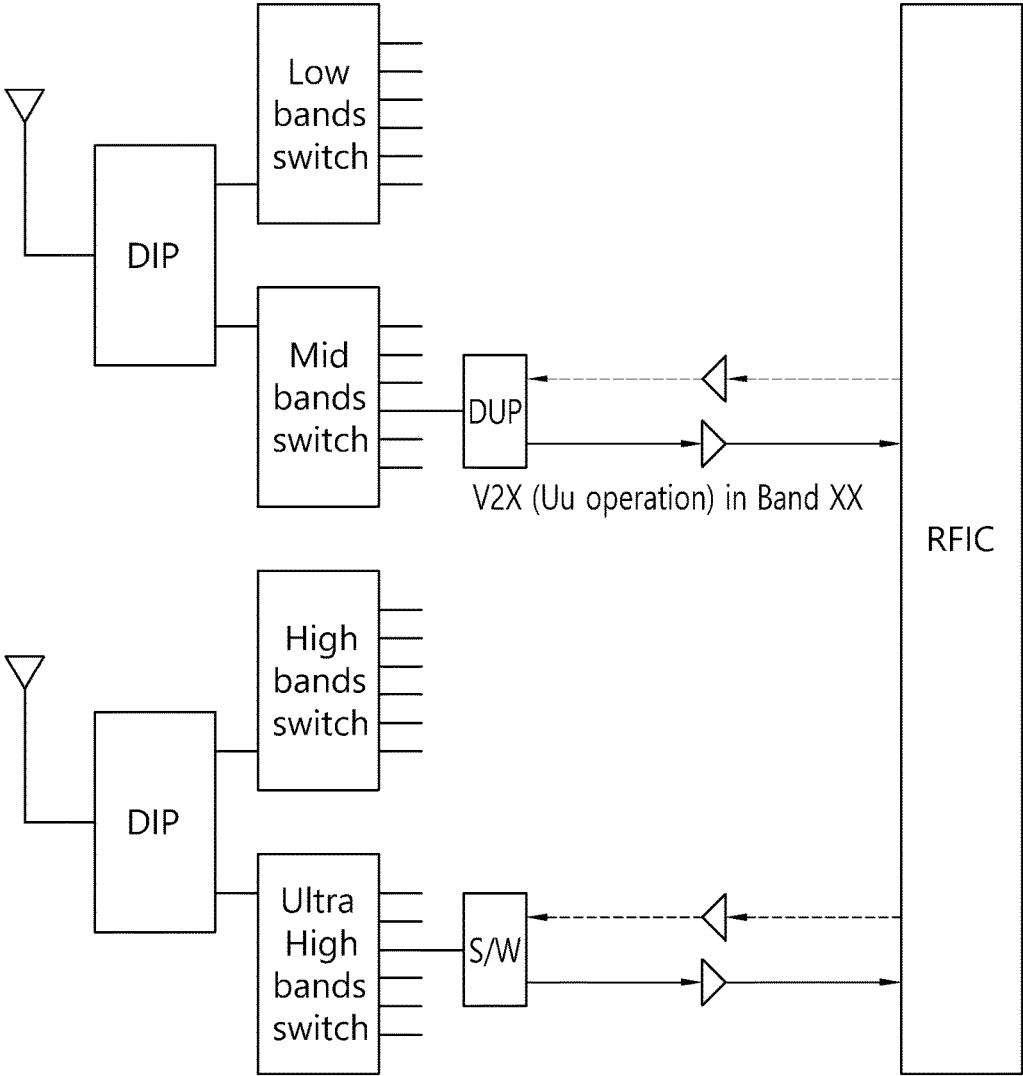 Low
bands
switch
DIP
Mid
bands
switch
DUP
V2X (Uu operation) in Band XX
RFIC
High
bands
switch
DIP
Ultra
High
bands
switch
S/W